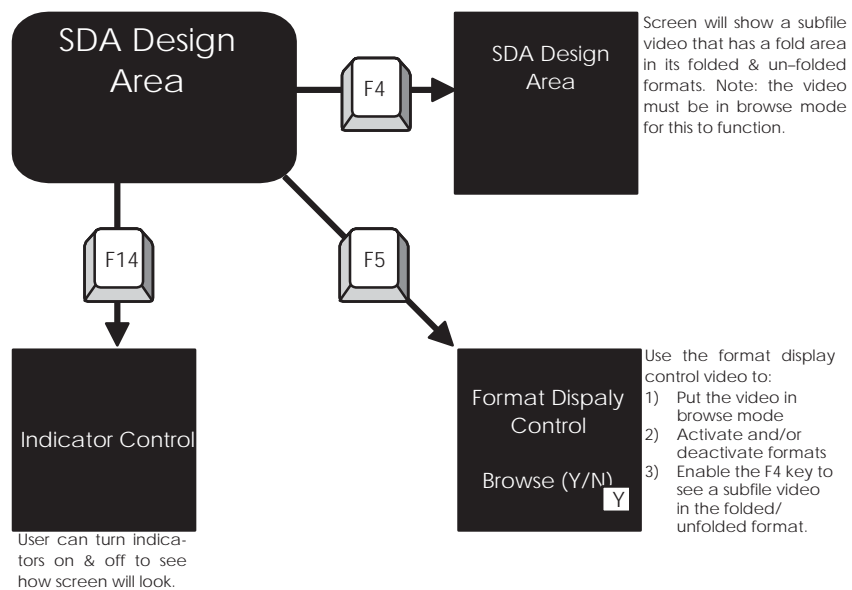 SDA Design
Area
F4
SDA Design
Area
Screen will show a subfile
video that has a fold area
in its folded & un–folded
formats. Note: the video
must be in browse mode
for this to function.
F14
F5
Indicator Control
User can turn indica-
tors on & off to see
how screen will look.
Format Dispaly
Control
Browse (Y/N)
Y
Use the format display
control video to:
1) Put the video in
browse mode
2) Activate and/or
deactivate formats
3) Enable the F4 key to
see a subfile video
in the folded/
unfolded format.